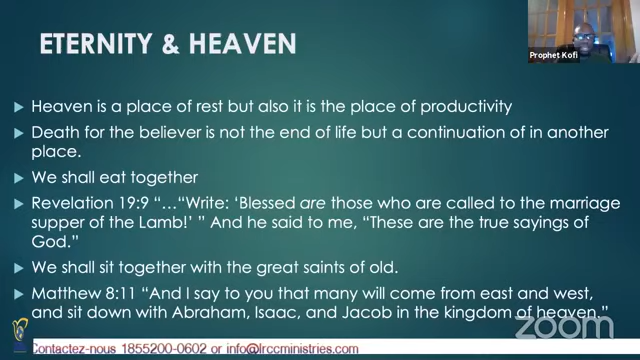 ETERNITY & HEAVEN
Prophet Kofi
Heaven is a place of rest but also it is the place of productivity
Death for the believer is not the end of life but a continuation of in another
place.
We shall eat together
Revelation 19:9 “…“Write: ‘Blessed are those who are called to the marriage
supper of the Lamb!’ ” And he said to me, “These are the true sayings of
God.”
We shall sit together with the great saints of old.
Matthew 8:11 “And I say to you that many will come from east and west,
and sit down with Abraham, Isaac, and Jacob in the kingdom of heaven.”
zoom
Contactez-nous 1855200-0602 or info@lrccministries.com